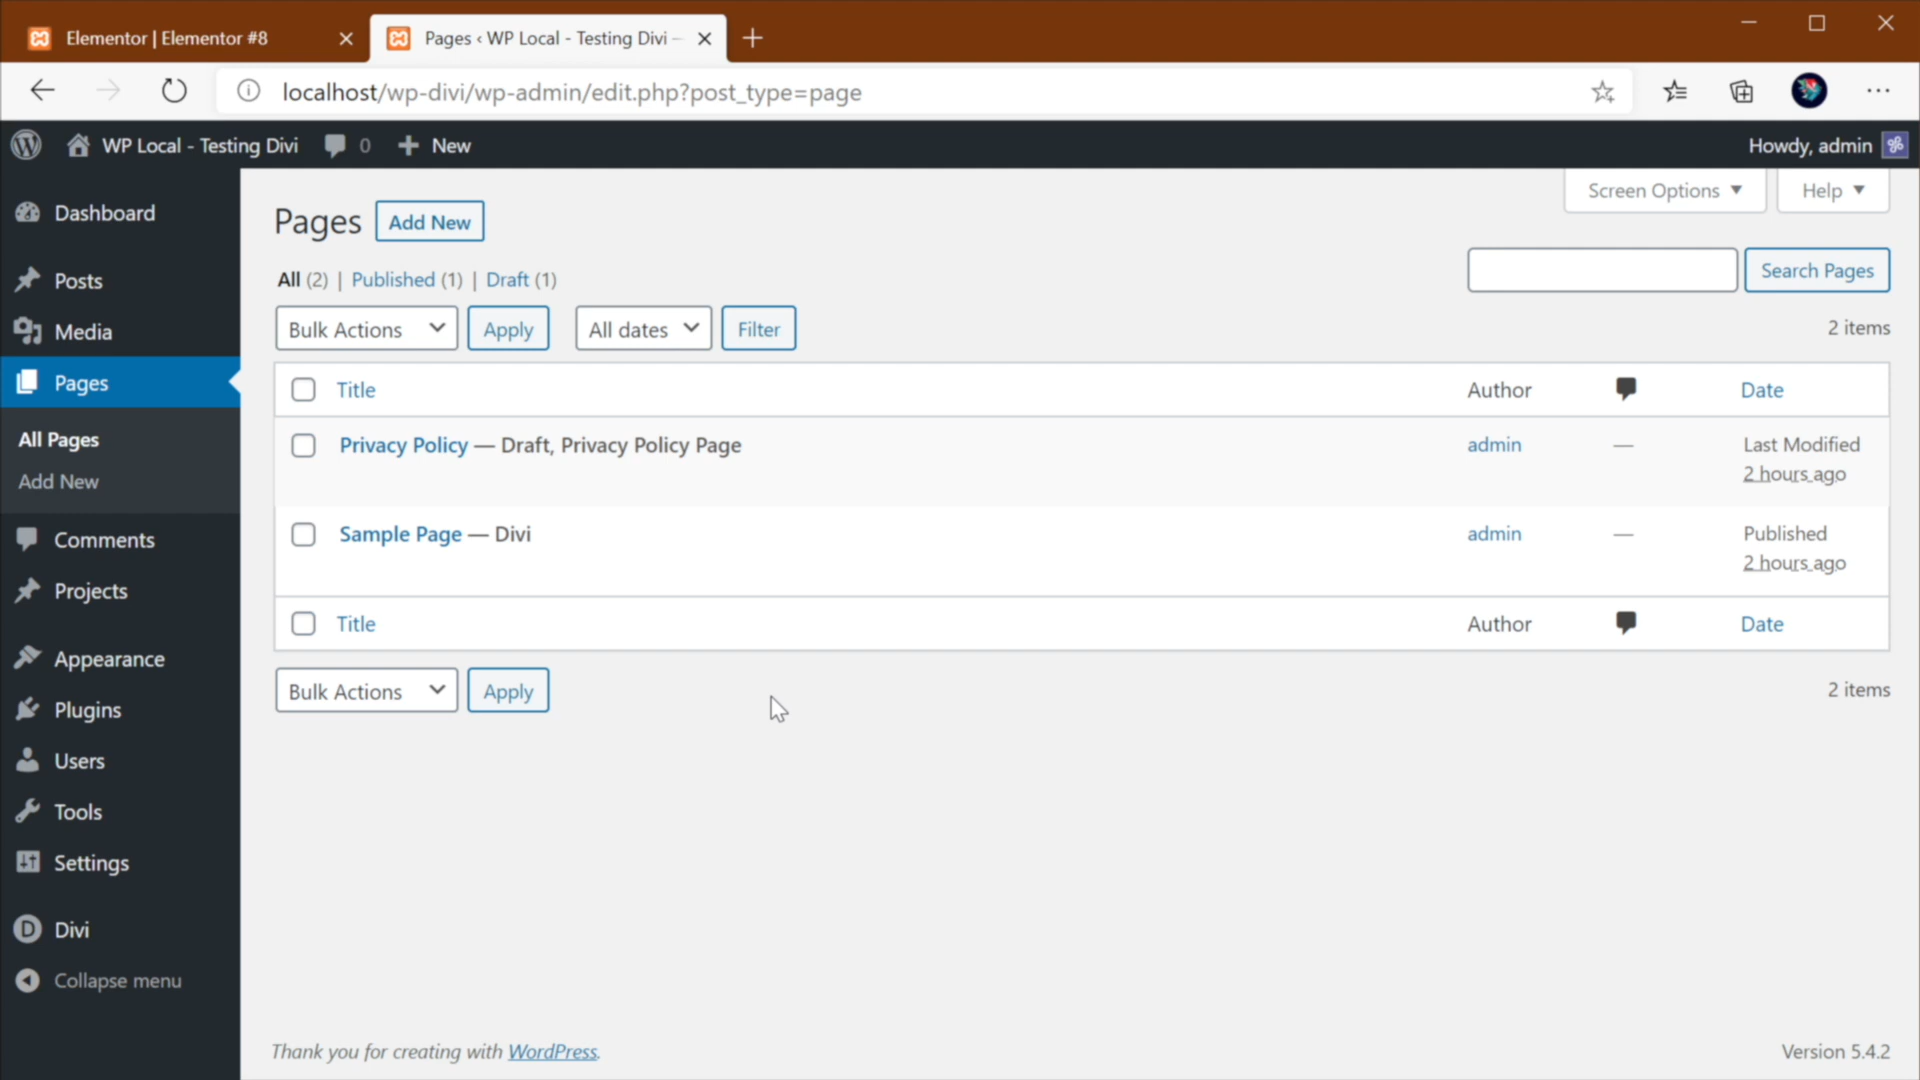 Elementor | Elementor #8
Pages ‹ WP Local - Testing Divi —
localhost/wp-divi/wp-admin/edit.php?post_type=page
WP Local - Testing Divi 0 New
Howdy, admin
Screen Options Help
Dashboard
Posts
Media
Pages
All Pages
Add New
Comments
Projects
Appearance
Plugins
Users
Tools
Settings
Divi
Collapse menu
Pages Add New
All (2) | Published (1) | Draft (1)
Search Pages
Bulk Actions Apply All dates Filter
2 items
Title Author Date
Privacy Policy — Draft, Privacy Policy Page admin — Last Modified
2 hours ago
Sample Page — Divi admin — Published
2 hours ago
Title Author Date
Bulk Actions Apply
2 items
Thank you for creating with WordPress.
Version 5.4.2